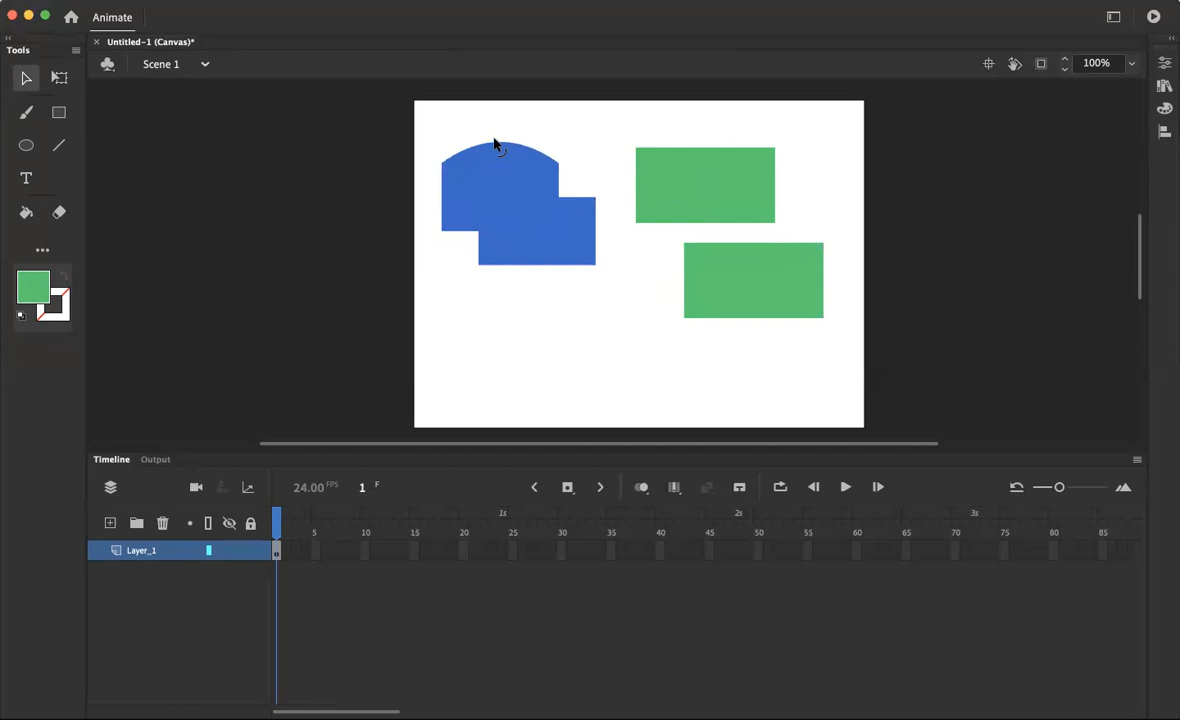 Animate
Tools
Untitled-1 (Canvas)*
Scene 1
100%
T
Timeline
Output
24.00 FPS
1 F
1s
2s
3s
5
10
15
20
25
30
35
40
45
50
55
60
65
70
75
80
85
Layer_1